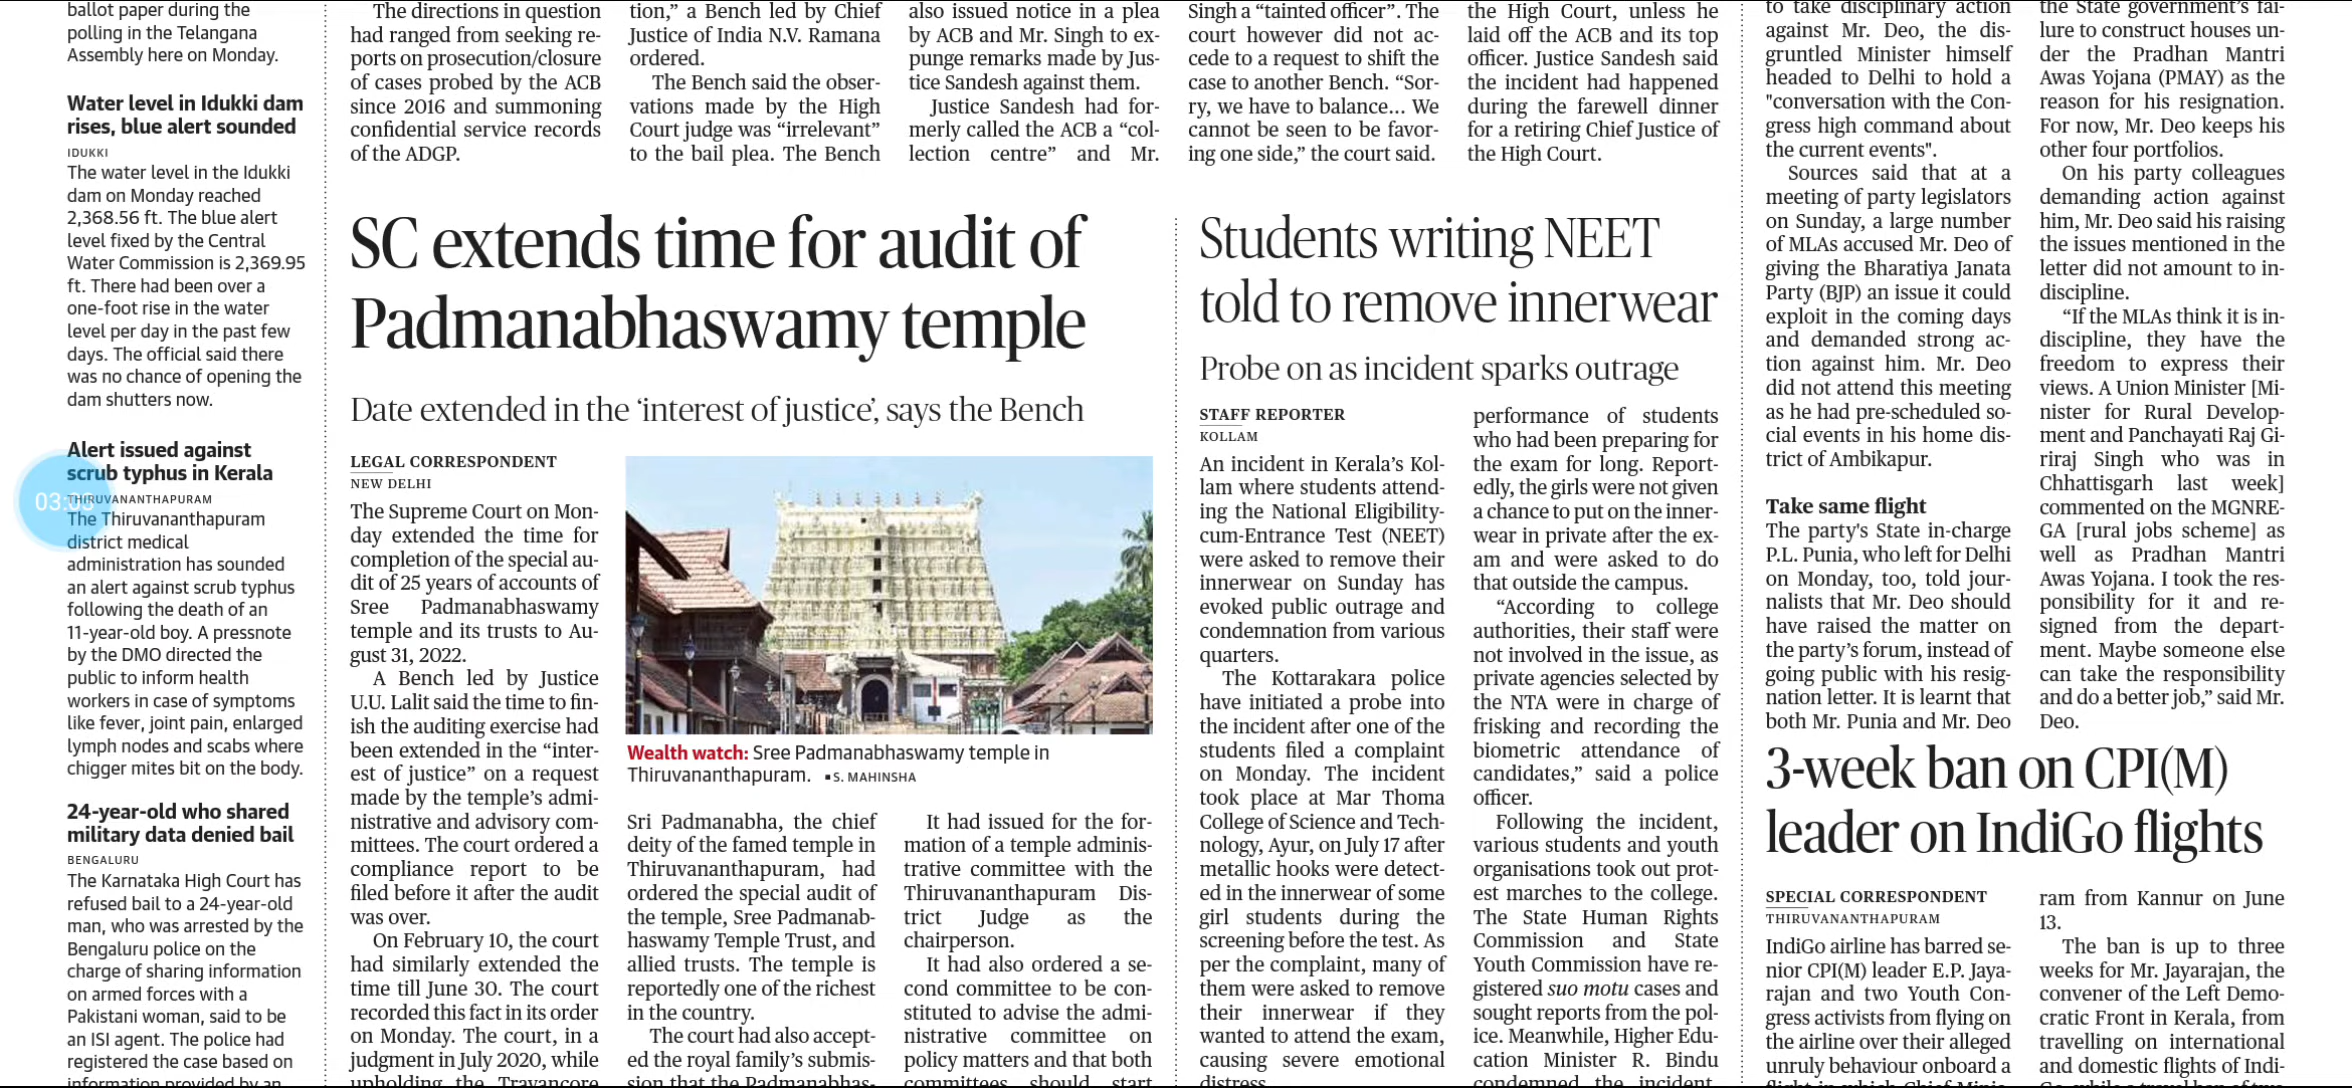 ballot paper during the
polling in the Telangana
Assembly here on Monday.
Water level in Idukki dam
rises, blue alert sounded
IDUKKI
The water level in the Idukki
dam on Monday reached
2,368.56 ft. The blue alert
level fixed by the Central
Water Commission is 2,369.95
ft. There had been over a
one-foot rise in the water
level per day in the past few
days. The official said there
was no chance of opening the
dam shutters now.
Alert issued against
scrub typhus in Kerala
03:03
THIRUVANANTHAPURAM
The Thiruvananthapuram
district medical
administration has sounded
an alert against scrub typhus
following the death of an
11-year-old boy. A pressnote
by the DMO directed the
public to inform health
workers in case of symptoms
like fever, joint pain, enlarged
lymph nodes and scabs where
chigger mites bit on the body.
24-year-old who shared
military data denied bail
BENGALURU
The Karnataka High Court has
refused bail to a 24-year-old
man, who was arrested by the
Bengaluru police on the
charge of sharing information
on armed forces with a
Pakistani woman, said to be
an ISI agent. The police had
registered the case based on
information provided by an
The directions in question
had ranged from seeking re-
ports on prosecution/closure
of cases probed by the ACB
since 2016 and summoning
confidential service records
of the ADGP.
tion,” a Bench led by Chief
Justice of India N.V. Ramana
ordered.
The Bench said the obser-
vations made by the High
Court judge was “irrelevant”
to the bail plea. The Bench
also issued notice in a plea
by ACB and Mr. Singh to ex-
punge remarks made by Jus-
tice Sandesh against them.
Justice Sandesh had for-
merly called the ACB a “col-
lection centre” and Mr.
Singh a “tainted officer”. The
court however did not ac-
cede to a request to shift the
case to another Bench. “Sor-
ry, we have to balance... We
cannot be seen to be favor-
ing one side,” the court said.
the High Court, unless he
laid off the ACB and its top
officer. Justice Sandesh said
the incident had happened
during the farewell dinner
for a retiring Chief Justice of
the High Court.
SC extends time for audit of
Padmanabhaswamy temple
Date extended in the ‘interest of justice’, says the Bench
LEGAL CORRESPONDENT
NEW DELHI
The Supreme Court on Mon-
day extended the time for
completion of the special au-
dit of 25 years of accounts of
Sree Padmanabhaswamy
temple and its trusts to Au-
gust 31, 2022.
A Bench led by Justice
U.U. Lalit said the time to fin-
ish the auditing exercise had
been extended in the “inter-
est of justice” on a request
made by the temple’s admi-
nistrative and advisory com-
mittees. The court ordered a
compliance report to be
filed before it after the audit
was over.
On February 10, the court
had similarly extended the
time till June 30. The court
recorded this fact in its order
on Monday. The court, in a
judgment in July 2020, while
upholding the Travancore
Wealth watch: Sree Padmanabhaswamy temple in
Thiruvananthapuram. ▪S. MAHINSHA
Sri Padmanabha, the chief
deity of the famed temple in
Thiruvananthapuram, had
ordered the special audit of
the temple, Sree Padmanab-
haswamy Temple Trust, and
allied trusts. The temple is
reportedly one of the richest
in the country.
The court had also accept-
ed the royal family’s submis-
sion that the Padmanabhas-
It had issued for the for-
mation of a temple adminis-
trative committee with the
Thiruvananthapuram Dis-
trict Judge as the
chairperson.
It had also ordered a se-
cond committee to be con-
stituted to advise the admi-
nistrative committee on
policy matters and that both
committees should start
Students writing NEET
told to remove innerwear
Probe on as incident sparks outrage
STAFF REPORTER
KOLLAM
An incident in Kerala’s Kol-
lam where students attend-
ing the National Eligibility-
cum-Entrance Test (NEET)
were asked to remove their
innerwear on Sunday has
evoked public outrage and
condemnation from various
quarters.
The Kottarakara police
have initiated a probe into
the incident after one of the
students filed a complaint
on Monday. The incident
took place at Mar Thoma
College of Science and Tech-
nology, Ayur, on July 17 after
metallic hooks were detect-
ed in the innerwear of some
girl students during the
screening before the test. As
per the complaint, many of
them were asked to remove
their innerwear if they
wanted to attend the exam,
causing severe emotional
distress
performance of students
who had been preparing for
the exam for long. Report-
edly, the girls were not given
a chance to put on the inner-
wear in private after the ex-
am and were asked to do
that outside the campus.
“According to college
authorities, their staff were
not involved in the issue, as
private agencies selected by
the NTA were in charge of
frisking and recording the
biometric attendance of
candidates,” said a police
officer.
Following the incident,
various students and youth
organisations took out prot-
est marches to the college.
The State Human Rights
Commission and State
Youth Commission have re-
gistered suo motu cases and
sought reports from the pol-
ice. Meanwhile, Higher Edu-
cation Minister R. Bindu
condemned the incident.
to take disciplinary action
against Mr. Deo, the dis-
gruntled Minister himself
headed to Delhi to hold a
"conversation with the Con-
gress high command about
the current events".
Sources said that at a
meeting of party legislators
on Sunday, a large number
of MLAs accused Mr. Deo of
giving the Bharatiya Janata
Party (BJP) an issue it could
exploit in the coming days
and demanded strong ac-
tion against him. Mr. Deo
did not attend this meeting
as he had pre-scheduled so-
cial events in his home dis-
trict of Ambikapur.
Take same flight
The party's State in-charge
P.L. Punia, who left for Delhi
on Monday, too, told jour-
nalists that Mr. Deo should
have raised the matter on
the party’s forum, instead of
going public with his resig-
nation letter. It is learnt that
both Mr. Punia and Mr. Deo
the State government’s fai-
lure to construct houses un-
der the Pradhan Mantri
Awas Yojana (PMAY) as the
reason for his resignation.
For now, Mr. Deo keeps his
other four portfolios.
On his party colleagues
demanding action against
him, Mr. Deo said his raising
the issues mentioned in the
letter did not amount to in-
discipline.
“If the MLAs think it is in-
discipline, they have the
freedom to express their
views. A Union Minister [Mi-
nister for Rural Develop-
ment and Panchayati Raj Gi-
riraj Singh who was in
Chhattisgarh last week]
commented on the MGNRE-
GA [rural jobs scheme] as
well as Pradhan Mantri
Awas Yojana. I took the res-
ponsibility for it and re-
signed from the depart-
ment. Maybe someone else
can take the responsibility
and do a better job,” said Mr.
Deo.
3-week ban on CPI(M)
leader on IndiGo flights
SPECIAL CORRESPONDENT
THIRUVANANTHAPURAM
IndiGo airline has barred se-
nior CPI(M) leader E.P. Jaya-
rajan and two Youth Con-
gress activists from flying on
the airline over their alleged
unruly behaviour onboard a
flight in which Chief Minis-
ram from Kannur on June
13.
The ban is up to three
weeks for Mr. Jayarajan, the
convener of the Left Demo-
cratic Front in Kerala, from
travelling on international
and domestic flights of Indi-